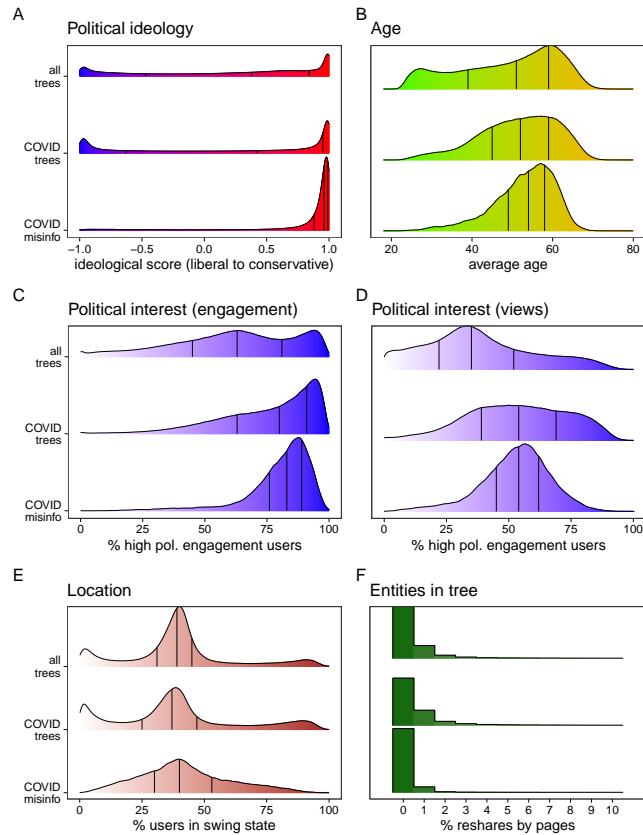 A
Political ideology
all
trees
COVID
trees
COVID
misinfo
−1.0 −0.5 0.0 0.5 1.0
ideological score (liberal to conservative)
B
Age
20 40 60 80
average age
C
Political interest (engagement)
all
trees
COVID
trees
COVID
misinfo
0 25 50 75 100
% high pol. engagement users
D
Political interest (views)
0 25 50 75 100
% high pol. engagement users
E
Location
all
trees
COVID
trees
COVID
misinfo
0 25 50 75 100
% users in swing state
F
Entities in tree
0 1 2 3 4 5 6 7 8 9 10
% reshares by pages